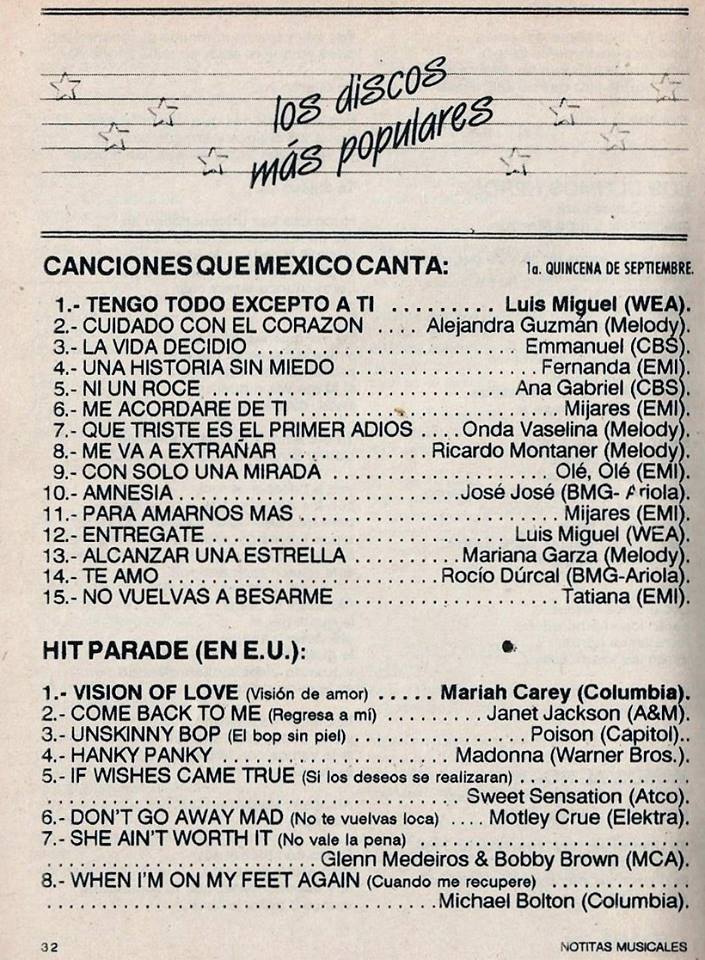 los discos
más populares
CANCIONES QUE MEXICO CANTA: 1a. QUINCENA DE SEPTIEMBRE.
1.- TENGO TODO EXCEPTO A TI ......... Luis Miguel (WEA).
2.- CUIDADO CON EL CORAZON .... Alejandra Guzmán (Melody).
3.- LA VIDA DECIDIO ......................... Emmanuel (CBS).
4.- UNA HISTORIA SIN MIEDO ................... Fernanda (EMI).
5.- NI UN ROCE ............................. Ana Gabriel (CBS).
6.- ME ACORDARE DE TI ........................ Mijares (EMI).
7.- QUE TRISTE ES EL PRIMER ADIOS .... Onda Vaselina (Melody).
8.- ME VA A EXTRAÑAR .............. Ricardo Montaner (Melody).
9.- CON SOLO UNA MIRADA ..................... Olé, Olé (EMI).
10.- AMNESIA ......................... José José (BMG- Ariola).
11.- PARA AMARNOS MAS ....................... Mijares (EMI).
12.- ENTREGATE ........................... Luis Miguel (WEA).
13.- ALCANZAR UNA ESTRELLA .......... Mariana Garza (Melody).
14.- TE AMO ....................... Rocío Dúrcal (BMG-Ariola).
15.- NO VUELVAS A BESARME .................... Tatiana (EMI).
HIT PARADE (EN E.U.):
1.- VISION OF LOVE (Visión de amor) ..... Mariah Carey (Columbia).
2.- COME BACK TO ME (Regresa a mí) ......... Janet Jackson (A&M).
3.- UNSKINNY BOP (El bop sin piel) ............... Poison (Capitol)..
4.- HANKY PANKY ..................... Madonna (Warner Bros.).
5.- IF WISHES CAME TRUE (Si los deseos se realizaran) ...............
..................................... Sweet Sensation (Atco).
6.- DON'T GO AWAY MAD (No te vuelvas loca) .... Motley Crue (Elektra).
7.- SHE AIN'T WORTH IT (No vale la pena) ........................
........................ Glenn Medeiros & Bobby Brown (MCA).
8.- WHEN I'M ON MY FEET AGAIN (Cuando me recupere) ............
.................................. Michael Bolton (Columbia).
32 NOTITAS MUSICALES